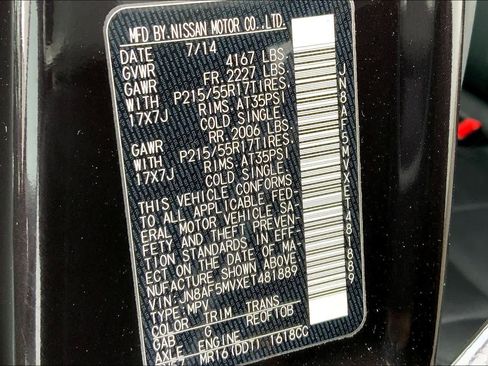 MFD BY.NISSAN MOTOR CO.,LTD.
DATE 7/14
GVWR 4167 LBS.
GAWR FR. 2227 LBS.
WITH P215/55R17TIRES.
17X7J RIMS. AT35PSI
COLD SINGLE.
GAWR RR. 2006 LBS.
WITH P215/55R17TIRES.
17X7J RIMS. AT35PSI
COLD SINGLE.
THIS VEHICLE CONFORMS
TO ALL APPLICABLE FED-
ERAL MOTOR VEHICLE SA-
FETY AND THEFT PREVEN-
TION STANDARDS IN EFF-
ECT ON THE DATE OF MA-
NUFACTURE SHOWN ABOVE
VIN: JN8AF5MVXET481889
TYPE: MPV
COLOR TRIM TRANS
GAB G RE0F10B
AXLE ENGINE
MR16(DDT) 1618CC
JN8AF5MVXET481889